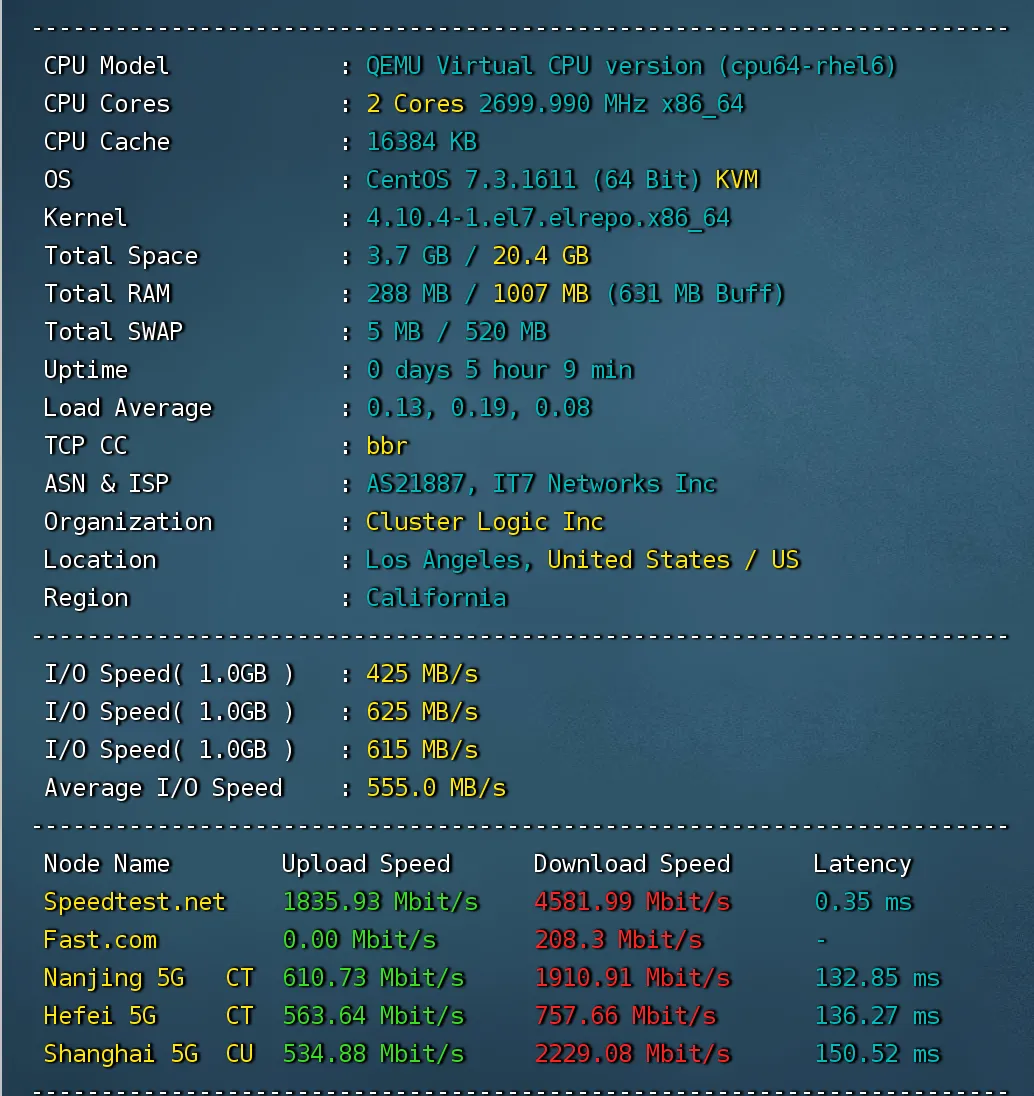 CPU Model : QEMU Virtual CPU version (cpu64-rhel6)
CPU Cores : 2 Cores 2699.990 MHz x86_64
CPU Cache : 16384 KB
OS : CentOS 7.3.1611 (64 Bit) KVM
Kernel : 4.10.4-1.el7.elrepo.x86_64
Total Space : 3.7 GB / 20.4 GB
Total RAM : 288 MB / 1007 MB (631 MB Buff)
Total SWAP : 5 MB / 520 MB
Uptime : 0 days 5 hour 9 min
Load Average : 0.13, 0.19, 0.08
TCP CC : bbr
ASN & ISP : AS21887, IT7 Networks Inc
Organization : Cluster Logic Inc
Location : Los Angeles, United States / US
Region : California
I/O Speed( 1.0GB ) : 425 MB/s
I/O Speed( 1.0GB ) : 625 MB/s
I/O Speed( 1.0GB ) : 615 MB/s
Average I/O Speed : 555.0 MB/s
Node Name Upload Speed Download Speed Latency
Speedtest.net 1835.93 Mbit/s 4581.99 Mbit/s 0.35 ms
Fast.com 0.00 Mbit/s 208.3 Mbit/s -
Nanjing 5G CT 610.73 Mbit/s 1910.91 Mbit/s 132.85 ms
Hefei 5G CT 563.64 Mbit/s 757.66 Mbit/s 136.27 ms
Shanghai 5G CU 534.88 Mbit/s 2229.08 Mbit/s 150.52 ms